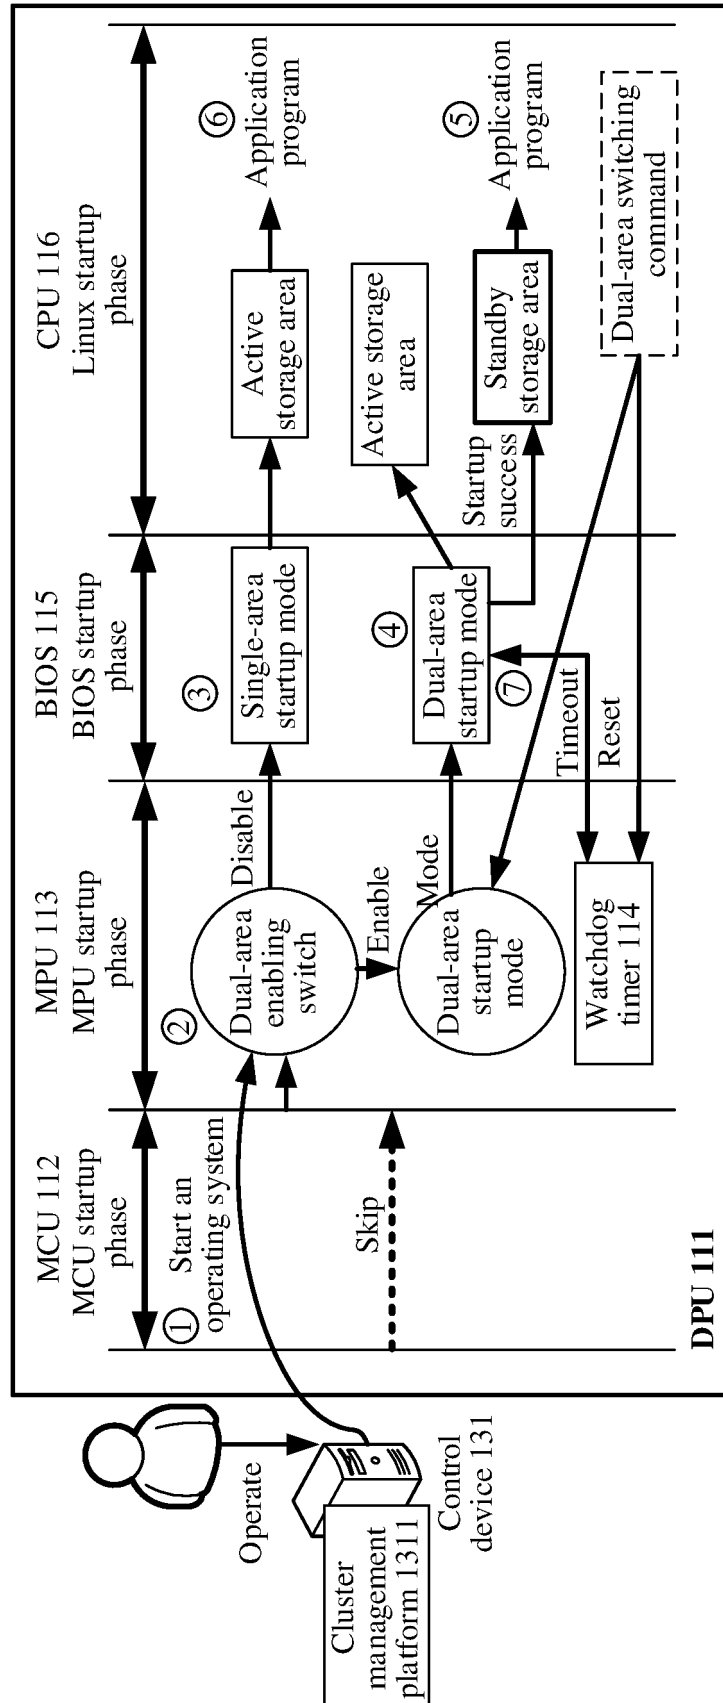 MCU 112
MCU startup
phase
MPU 113
MPU startup
phase
BIOS 115
BIOS startup
phase
CPU 116
Linux startup
phase
① Start an
operating system
②
Dual-area
enabling
switch
Disable
③
Single-area
startup mode
Active
storage area
⑥
Application
program
Operate
Cluster
management
platform 1311
Control
device 131
Skip
Enable
Dual-area
startup
mode
Mode
④
Dual-area
startup mode
Active storage
area
Startup
success
Standby
storage area
⑤
Application
program
⑦
Timeout
Reset
Watchdog
timer 114
Dual-area switching
command
DPU 111